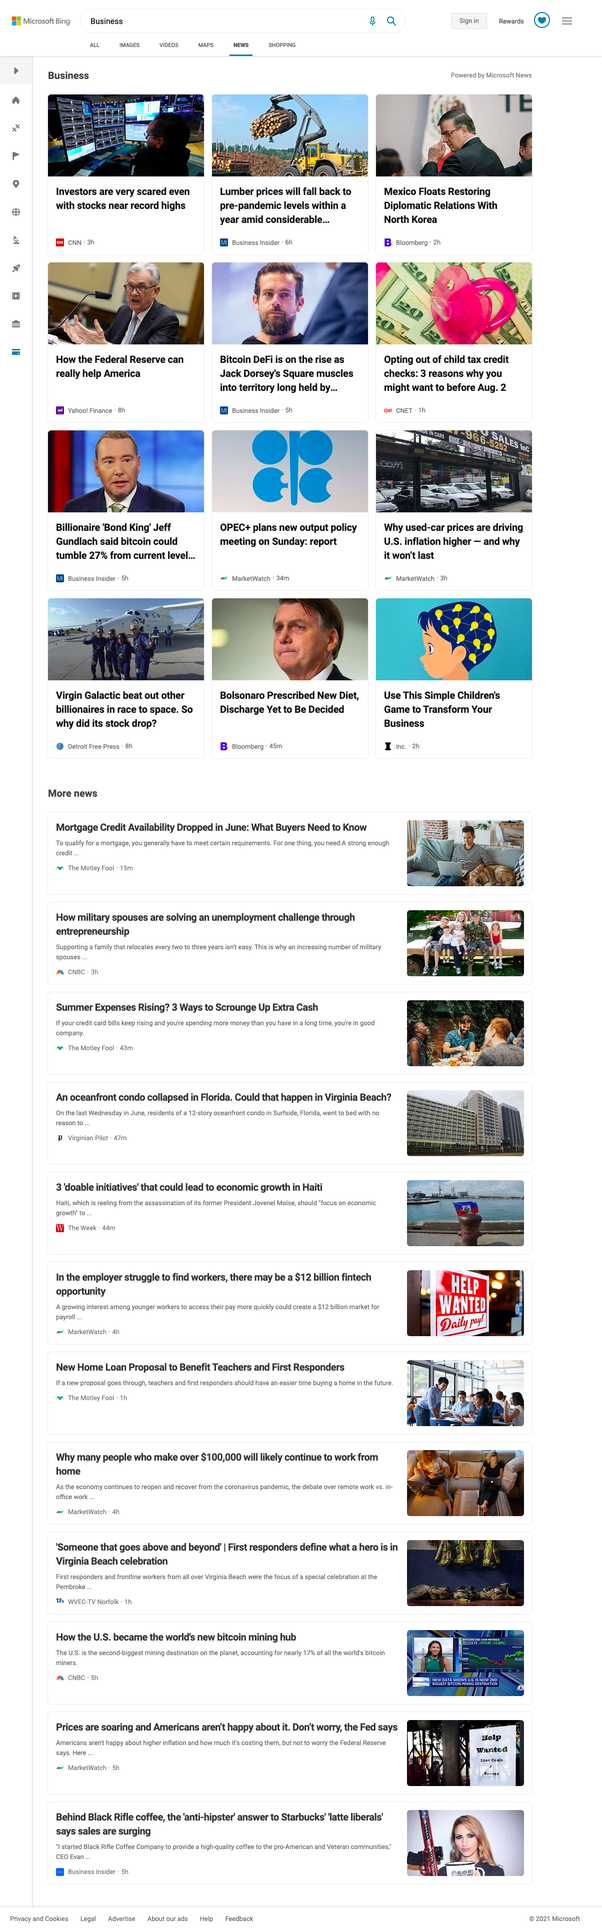 Microsoft Bing
Business
Sign in
Rewards
ALL IMAGES VIDEOS MAPS NEWS SHOPPING
Business
Powered by Microsoft News
Investors are very scared even
with stocks near record highs
CNN · 3h
Lumber prices will fall back to
pre-pandemic levels within a
year amid considerable...
Business Insider · 6h
Mexico Floats Restoring
Diplomatic Relations With
North Korea
Bloomberg · 2h
How the Federal Reserve can
really help America
Yahoo! Finance · 8h
Bitcoin DeFi is on the rise as
Jack Dorsey's Square muscles
into territory long held by...
Business Insider · 5h
Opting out of child tax credit
checks: 3 reasons why you
might want to before Aug. 2
CNET · 1h
Billionaire 'Bond King' Jeff
Gundlach said bitcoin could
tumble 27% from current level...
Business Insider · 5h
OPEC+ plans new output policy
meeting on Sunday: report
MarketWatch · 34m
Why used-car prices are driving
U.S. inflation higher — and why
it won't last
MarketWatch · 3h
Virgin Galactic beat out other
billionaires in race to space. So
why did its stock drop?
Detroit Free Press · 8h
Bolsonaro Prescribed New Diet,
Discharge Yet to Be Decided
Bloomberg · 45m
Use This Simple Children's
Game to Transform Your
Business
Inc. · 2h
More news
Mortgage Credit Availability Dropped in June: What Buyers Need to Know
To qualify for a mortgage, you generally have to meet certain requirements. For one thing, you need:A strong enough
credit ...
The Motley Fool · 15m
How military spouses are solving an unemployment challenge through
entrepreneurship
Supporting a family that relocates every two to three years isn't easy. This is why an increasing number of military
spouses ...
CNBC · 3h
Summer Expenses Rising? 3 Ways to Scrounge Up Extra Cash
If your credit card bills keep rising and you're spending more money than you have in a long time, you're in good
company.
The Motley Fool · 43m
An oceanfront condo collapsed in Florida. Could that happen in Virginia Beach?
On the last Wednesday in June, residents of a 12-story oceanfront condo in Surfside, Florida, went to bed with no
reason to ...
Virginian Pilot · 47m
3 'doable initiatives' that could lead to economic growth in Haiti
Haiti, which is reeling from the assassination of its former President Jovenel Moïse, should "focus on economic
growth" to ...
The Week · 44m
In the employer struggle to find workers, there may be a $12 billion fintech
opportunity
A growing interest among younger workers to access their pay more quickly could create a $12 billion market for
payroll ...
MarketWatch · 4h
HELP
WANTED
Daily pay!
New Home Loan Proposal to Benefit Teachers and First Responders
If a new proposal goes through, teachers and first responders should have an easier time buying a home in the future.
The Motley Fool · 1h
Why many people who make over $100,000 will likely continue to work from
home
As the economy continues to reopen and recover from the coronavirus pandemic, the debate over remote work vs. in-
office work ...
MarketWatch · 4h
'Someone that goes above and beyond' | First responders define what a hero is in
Virginia Beach celebration
First responders and frontline workers from all over Virginia Beach were the focus of a special celebration at the
Pembroke ...
WVEC-TV Norfolk · 1h
How the U.S. became the world's new bitcoin mining hub
The U.S. is the second-biggest mining destination on the planet, accounting for nearly 17% of all the world's bitcoin
miners.
CNBC · 5h
NEW DATA SHOWS U.S. IS NOW 2ND
BIGGEST BITCOIN MINING DESTINATION
Prices are soaring and Americans aren't happy about it. Don't worry, the Fed says
Americans aren't happy about higher inflation and how much it's costing them, but not to worry the Federal Reserve
says. Here ...
MarketWatch · 5h
Help
Wanted
Behind Black Rifle coffee, the 'anti-hipster' answer to Starbucks' 'latte liberals'
says sales are surging
"I started Black Rifle Coffee Company to provide a high-quality coffee to the pro-American and Veteran communities,"
CEO Evan ...
Business Insider · 5h
Privacy and Cookies Legal Advertise About our ads Help Feedback
© 2021 Microsoft